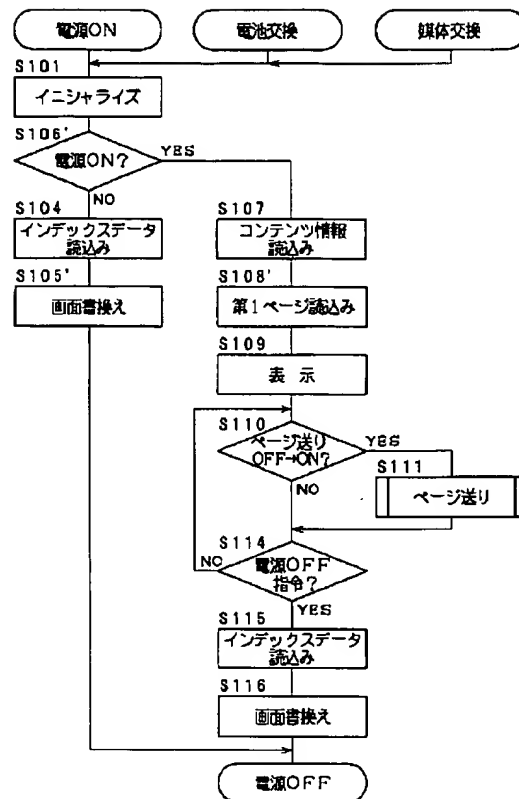 電源ON
電池交換
媒体交換
S101
イニシャライズ
S106'
電源ON?
YES
NO
S104
インデックスデータ
読込み
S105'
画面書換え
S107
コンテンツ情報
読込み
S108'
第1ページ読込み
S109
表 示
S110
ページ送り
OFF→ON?
YES
NO
S111
ページ送り
S114
電源OFF
指令?
NO
YES
S115
インデックスデータ
読込み
S116
画面書換え
電源OFF